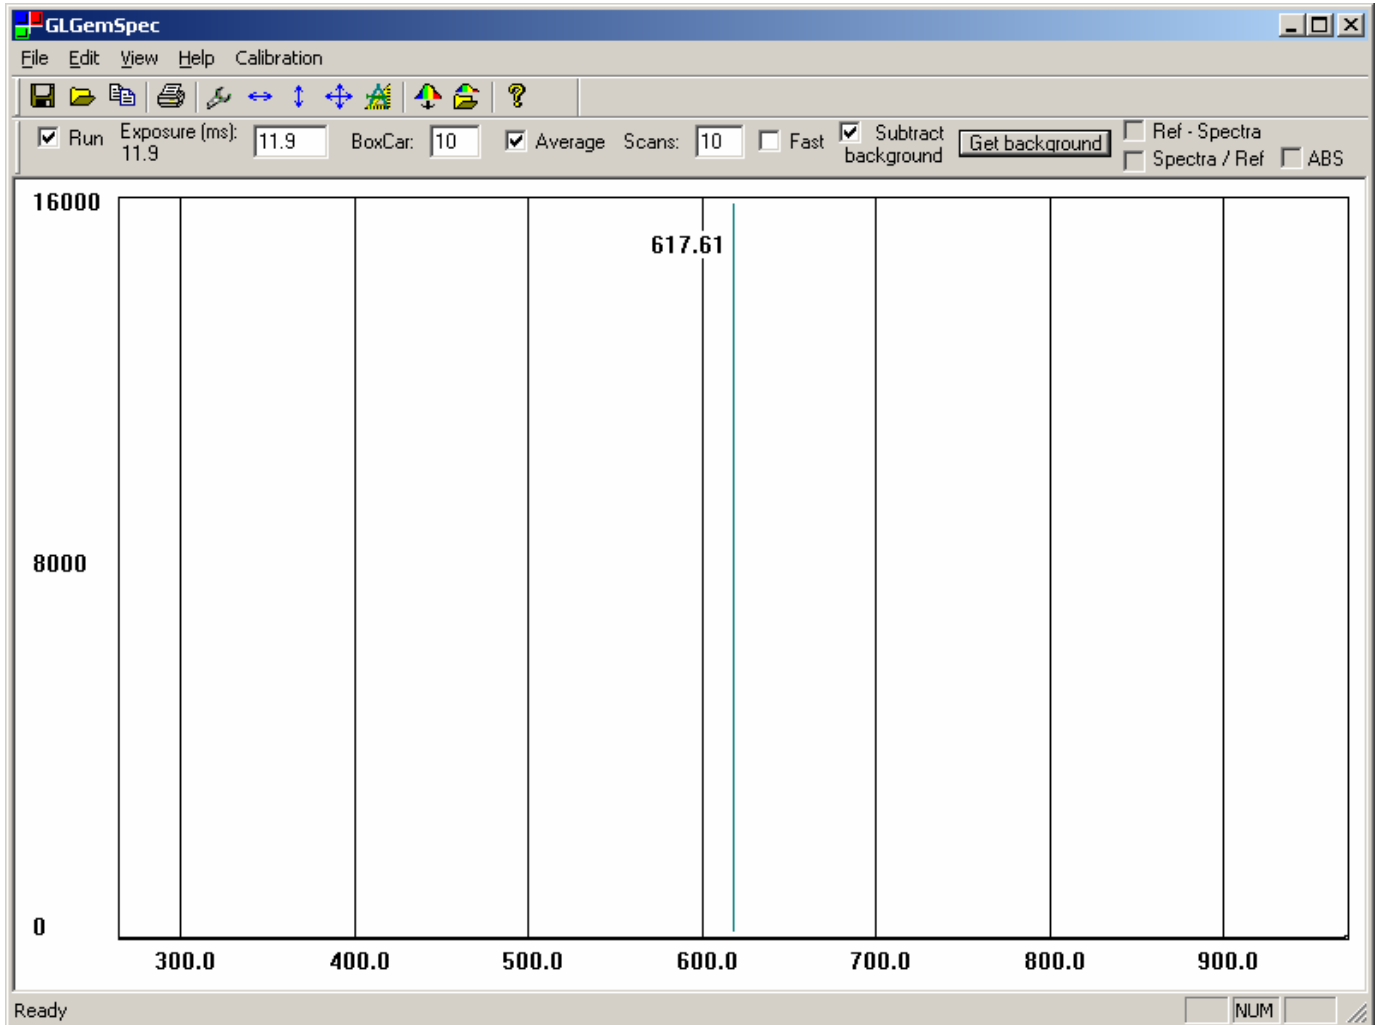 GLGemSpec
File Edit View Help Calibration
Run Exposure (ms): 11.9 11.9 BoxCar: 10 Average Scans: 10 Fast Subtract background Get background Ref - Spectra
Spectra / Ref ABS
16000
617.61
8000
0
300.0 400.0 500.0 600.0 700.0 800.0 900.0
Ready NUM